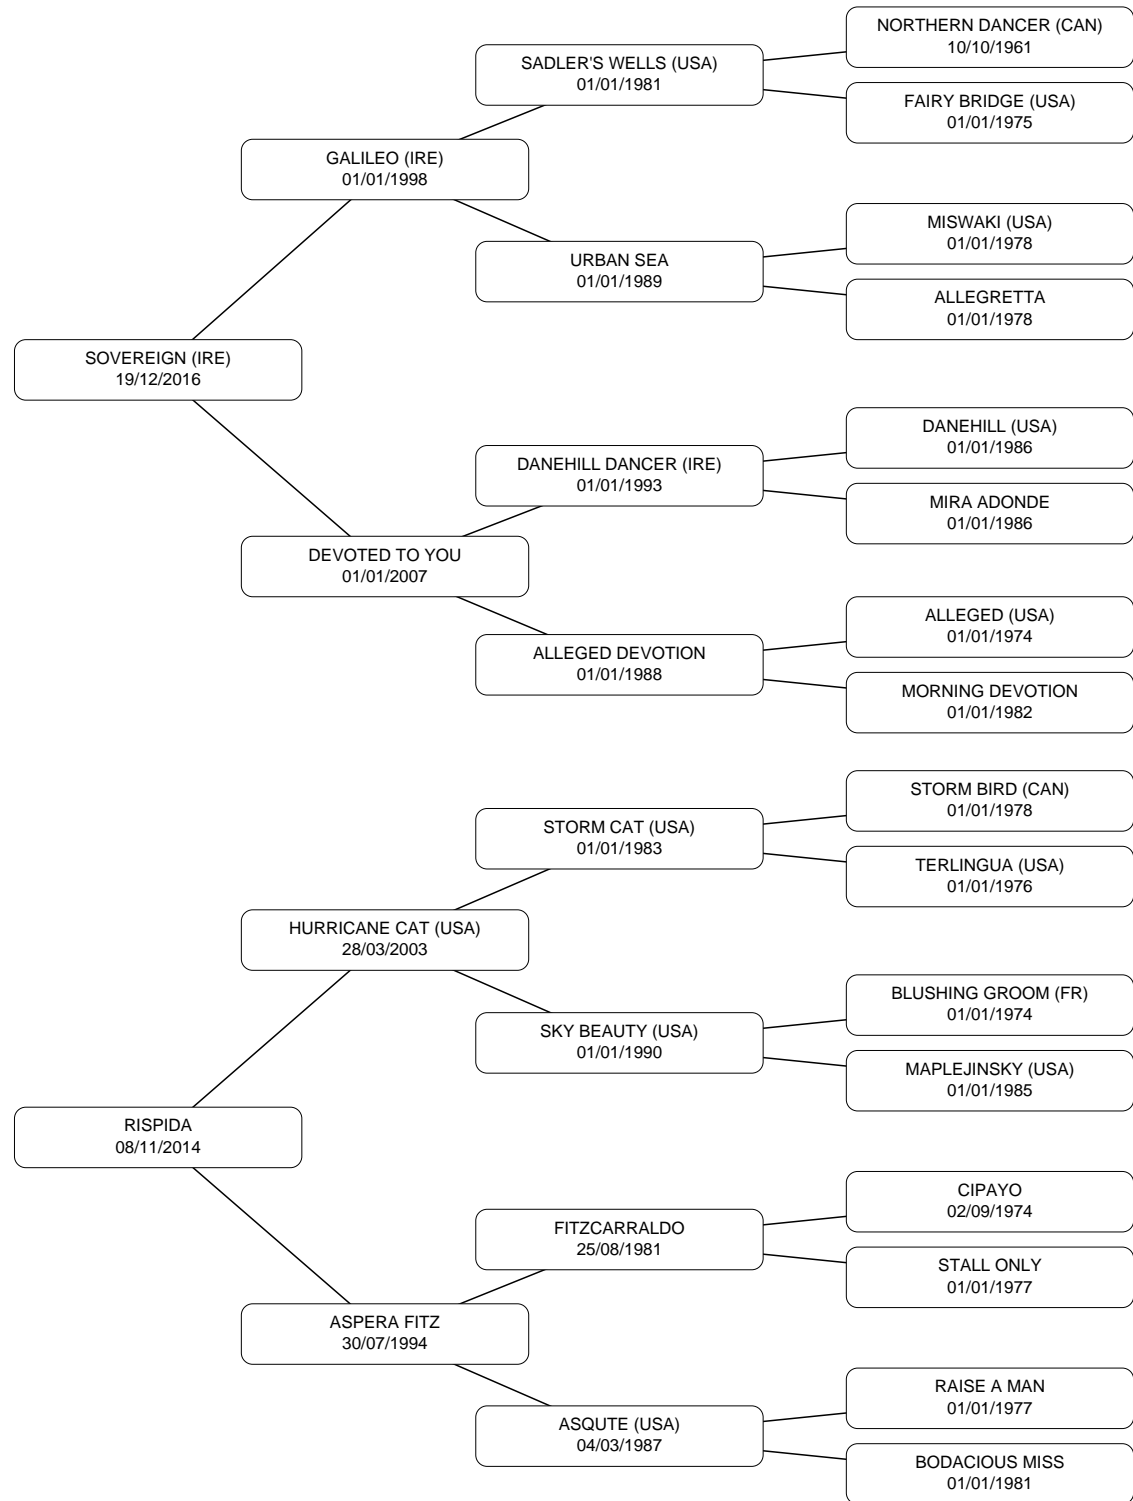 NORTHERN DANCER (CAN)
10/10/1961
SADLER'S WELLS (USA)
01/01/1981
FAIRY BRIDGE (USA)
01/01/1975
GALILEO (IRE)
01/01/1998
MISWAKI (USA)
01/01/1978
URBAN SEA
01/01/1989
ALLEGRETTA
01/01/1978
SOVEREIGN (IRE)
19/12/2016
DANEHILL (USA)
01/01/1986
DANEHILL DANCER (IRE)
01/01/1993
MIRA ADONDE
01/01/1986
DEVOTED TO YOU
01/01/2007
ALLEGED (USA)
01/01/1974
ALLEGED DEVOTION
01/01/1988
MORNING DEVOTION
01/01/1982
STORM BIRD (CAN)
01/01/1978
STORM CAT (USA)
01/01/1983
TERLINGUA (USA)
01/01/1976
HURRICANE CAT (USA)
28/03/2003
BLUSHING GROOM (FR)
01/01/1974
SKY BEAUTY (USA)
01/01/1990
MAPLEJINSKY (USA)
01/01/1985
RISPIDA
08/11/2014
CIPAYO
02/09/1974
FITZCARRALDO
25/08/1981
STALL ONLY
01/01/1977
ASPERA FITZ
30/07/1994
RAISE A MAN
01/01/1977
ASQUTE (USA)
04/03/1987
BODACIOUS MISS
01/01/1981